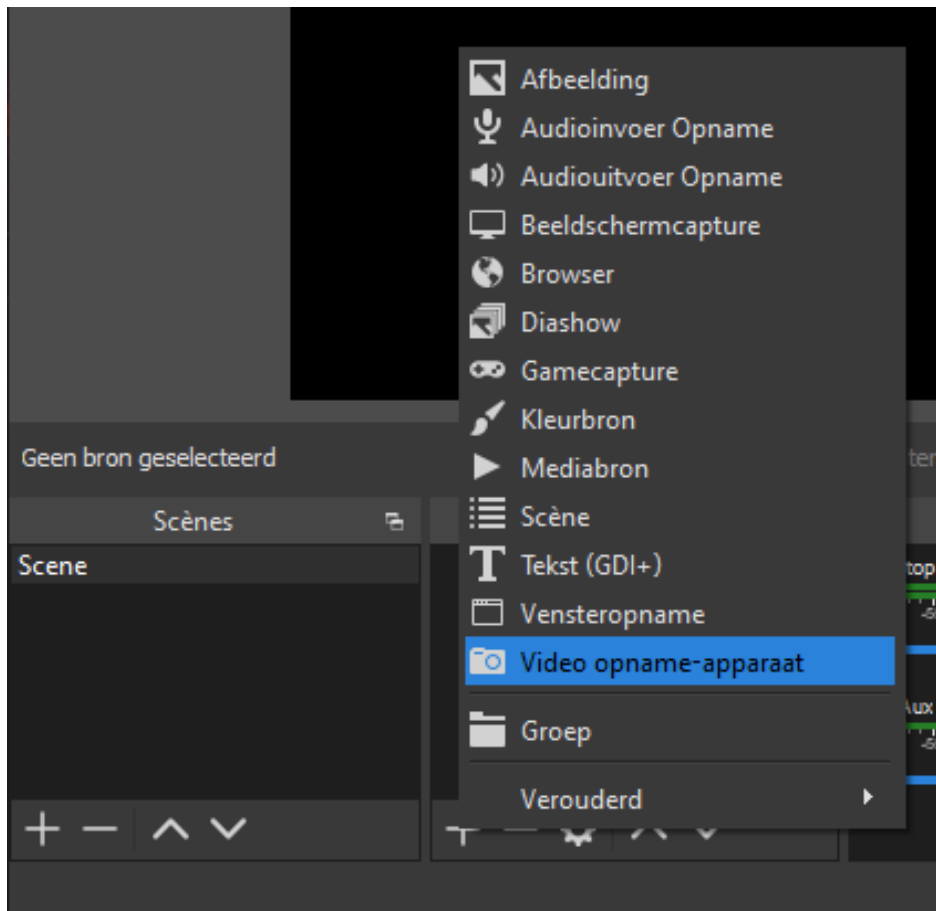 Afbeelding
Audioinvoer Opname
Audiouitvoer Opname
Beeldschermcapture
Browser
Diashow
Gamecapture
Kleurbron
Mediabron
Scène
Tekst (GDI+)
Vensteropname
Video opname-apparaat
Groep
Verouderd
Geen bron geselecteerd
Scènes
Scene
Aux